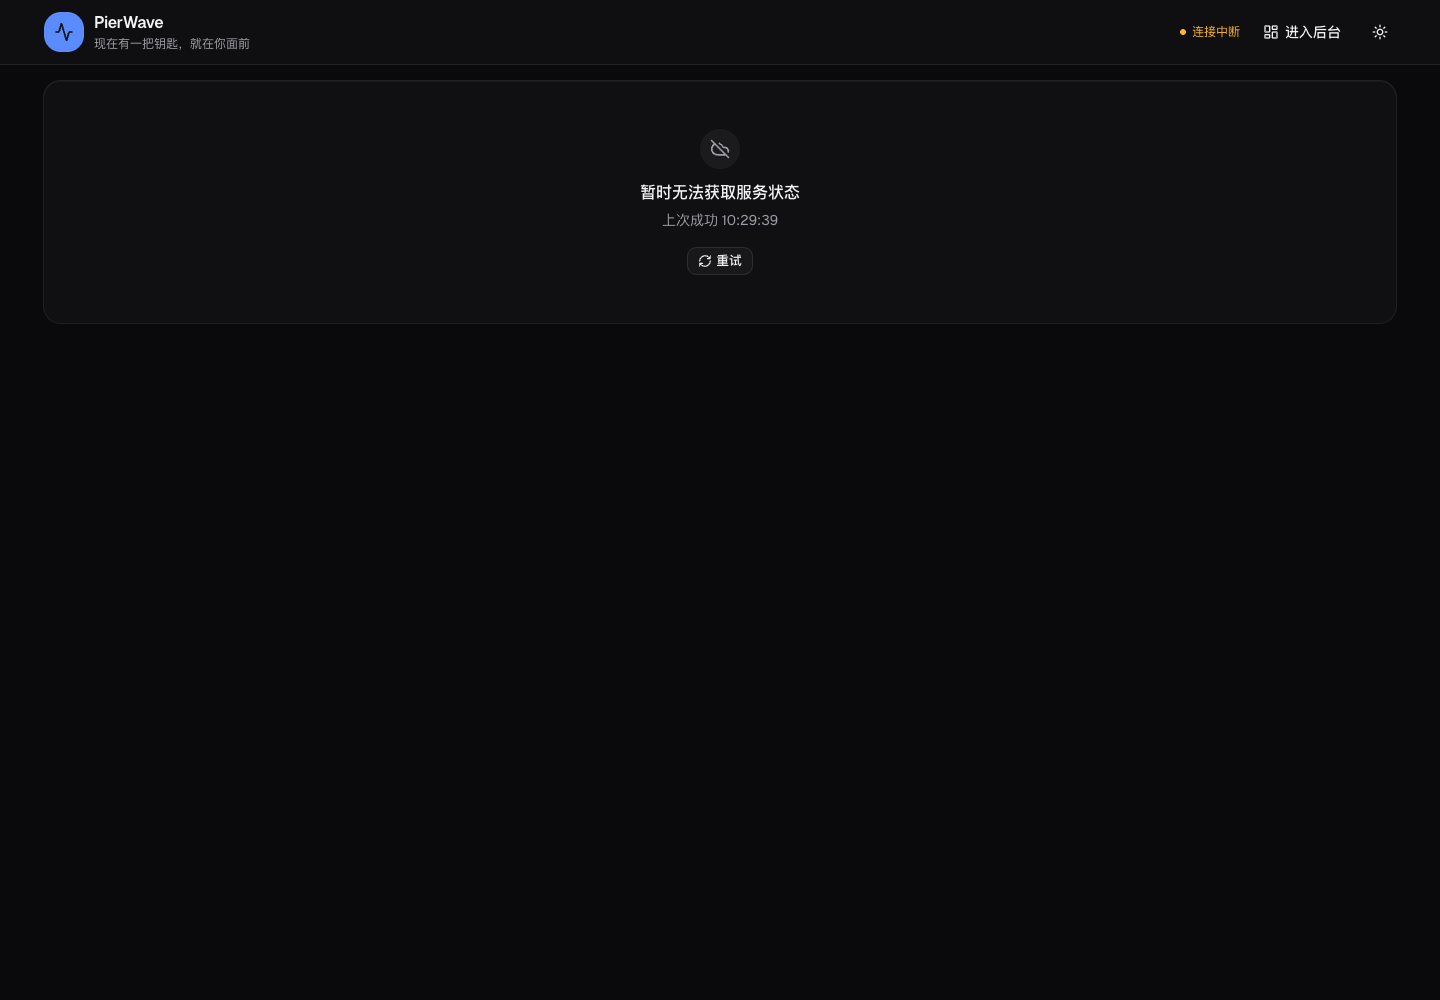 PierWave
现在有一把钥匙，就在你面前
连接中断
进入后台
暂时无法获取服务状态
上次成功 10:29:39
重试